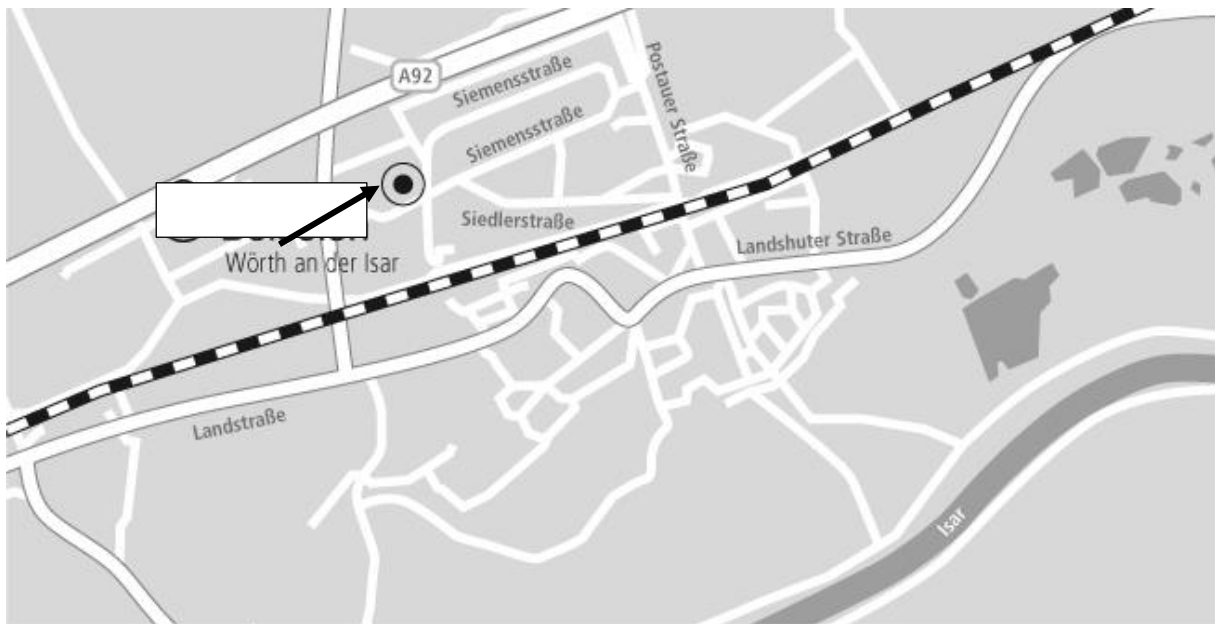 A92
Siemensstraße
Siemensstraße
Postauer Straße
Siedlerstraße
Landshuter Straße
Wörth an der Isar
Landstraße
Isar